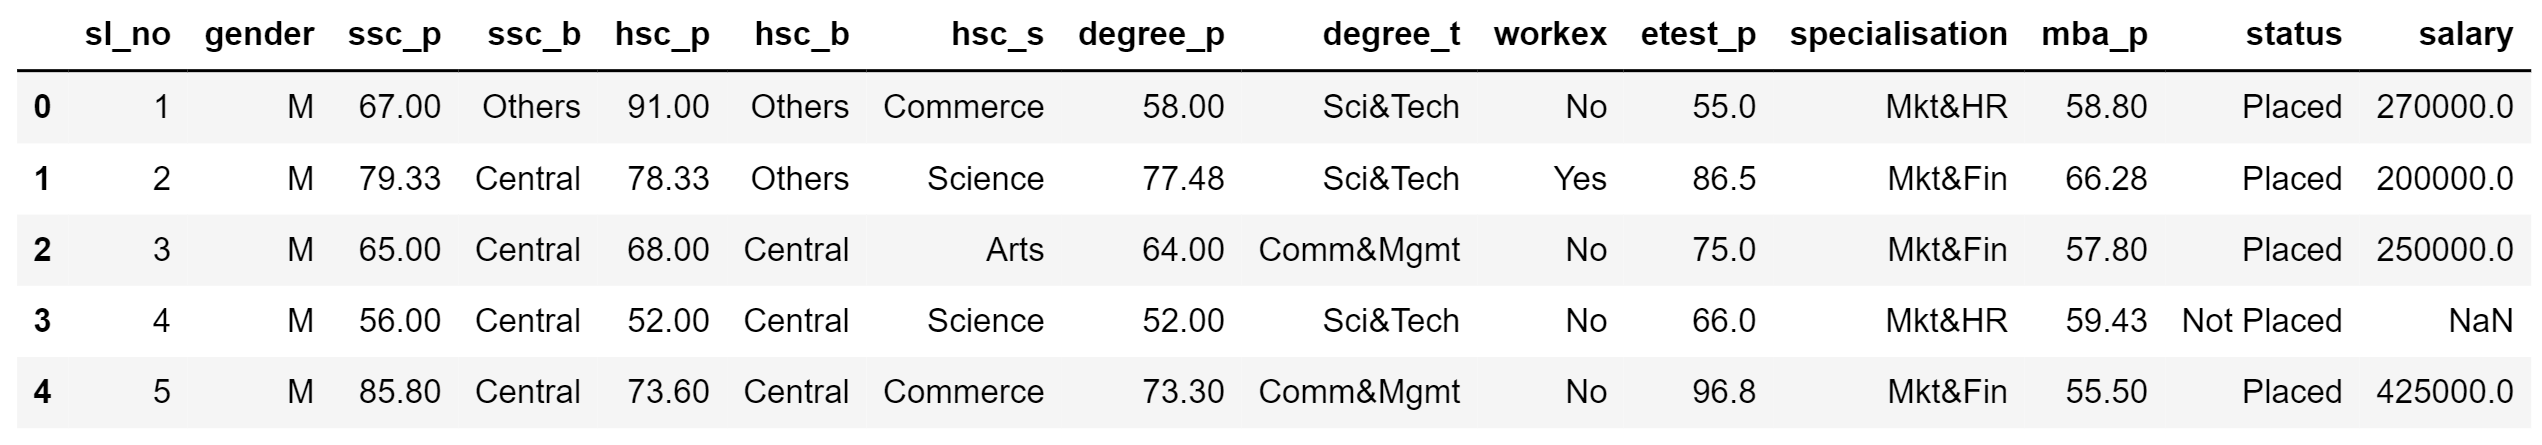 sl_no gender ssc_p ssc_b hsc_p hsc_b hsc_s degree_p degree_t workex etest_p specialisation mba_p status salary
0 1 M 67.00 Others 91.00 Others Commerce 58.00 Sci&Tech No 55.0 Mkt&HR 58.80 Placed 270000.0
1 2 M 79.33 Central 78.33 Others Science 77.48 Sci&Tech Yes 86.5 Mkt&Fin 66.28 Placed 200000.0
2 3 M 65.00 Central 68.00 Central Arts 64.00 Comm&Mgmt No 75.0 Mkt&Fin 57.80 Placed 250000.0
3 4 M 56.00 Central 52.00 Central Science 52.00 Sci&Tech No 66.0 Mkt&HR 59.43 Not Placed NaN
4 5 M 85.80 Central 73.60 Central Commerce 73.30 Comm&Mgmt No 96.8 Mkt&Fin 55.50 Placed 425000.0